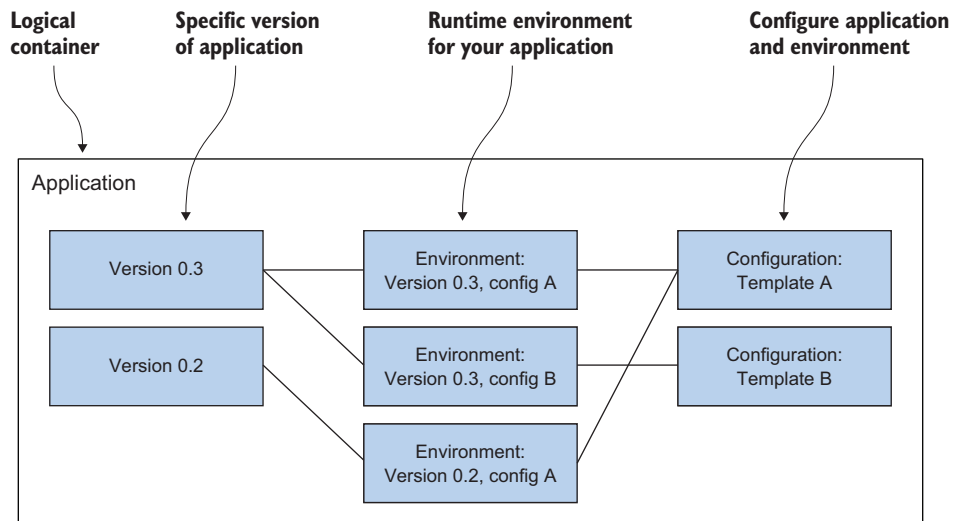 Logical
container
Specific version
of application
Runtime environment
for your application
Configure application
and environment
Application
Version 0.3
Environment:
Version 0.3, config A
Configuration:
Template A
Version 0.2
Environment:
Version 0.3, config B
Configuration:
Template B
Environment:
Version 0.2, config A